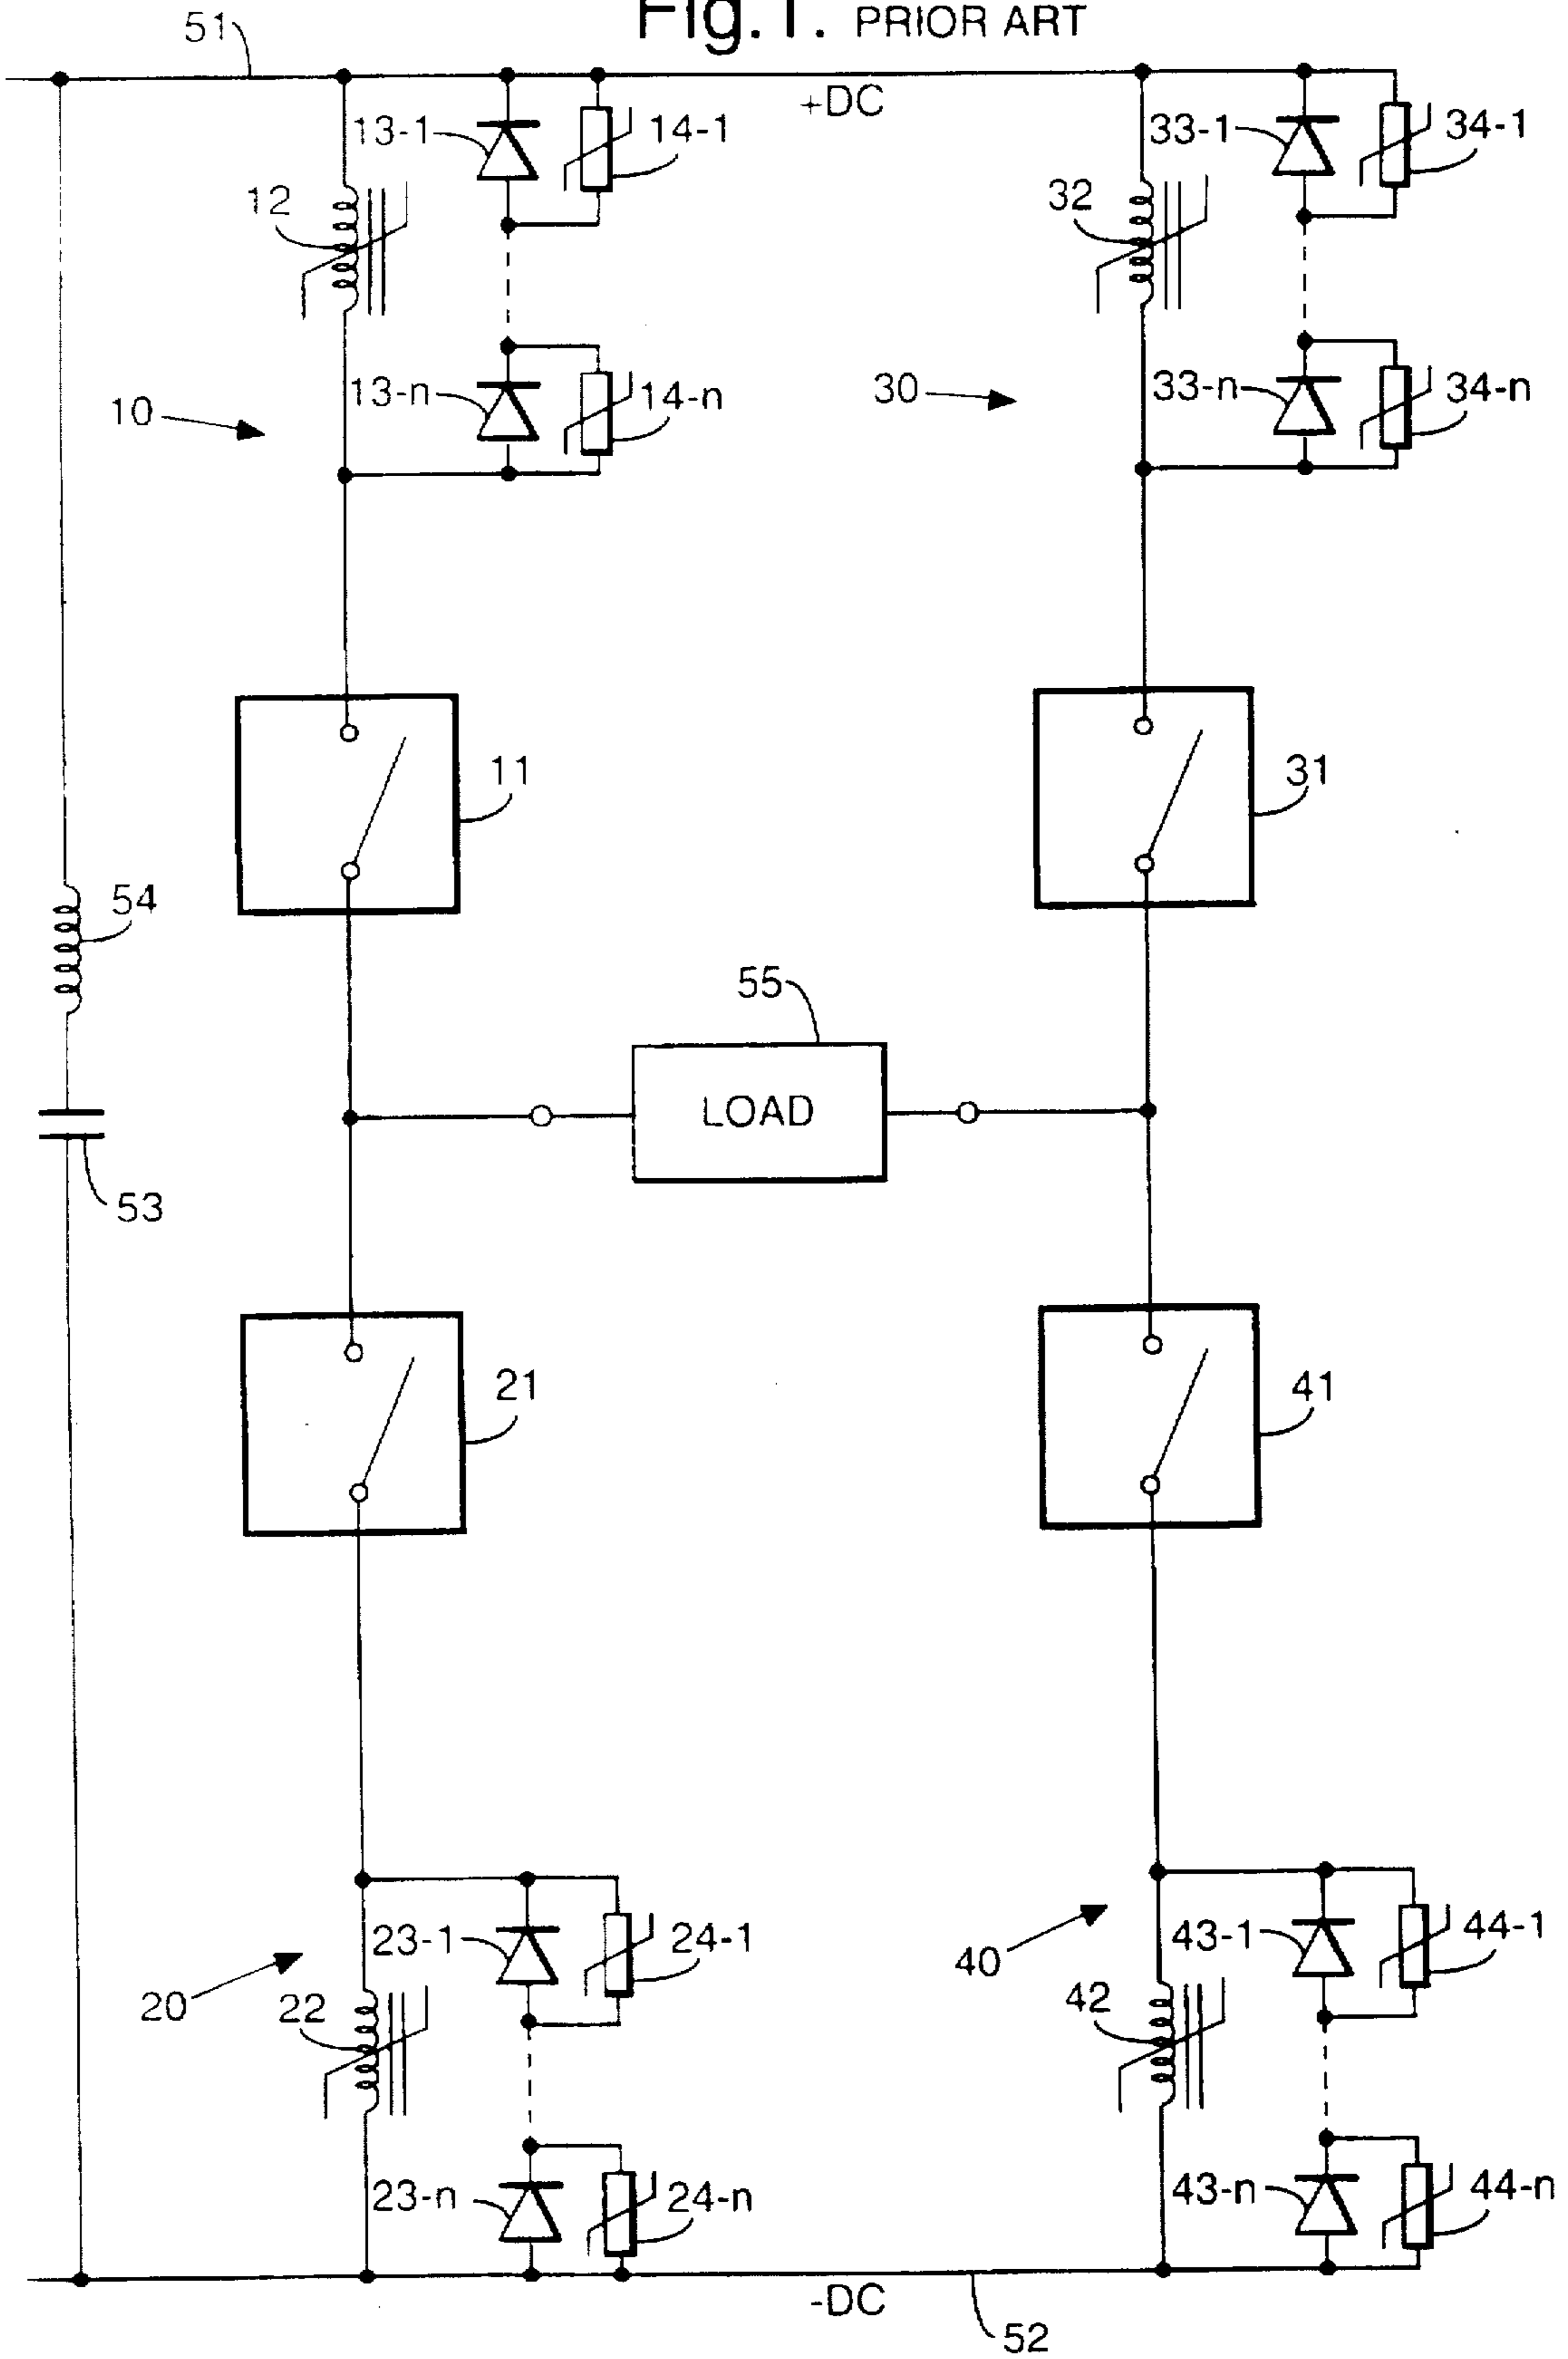 Fig.1. PRIOR ART
51
+DC
13-1
14-1
33-1
34-1
12
32
13-n
14-n
33-n
34-n
10
30
11
31
54
55
LOAD
53
21
41
23-1
24-1
43-1
44-1
20
22
40
42
23-n
24-n
43-n
44-n
-DC
52